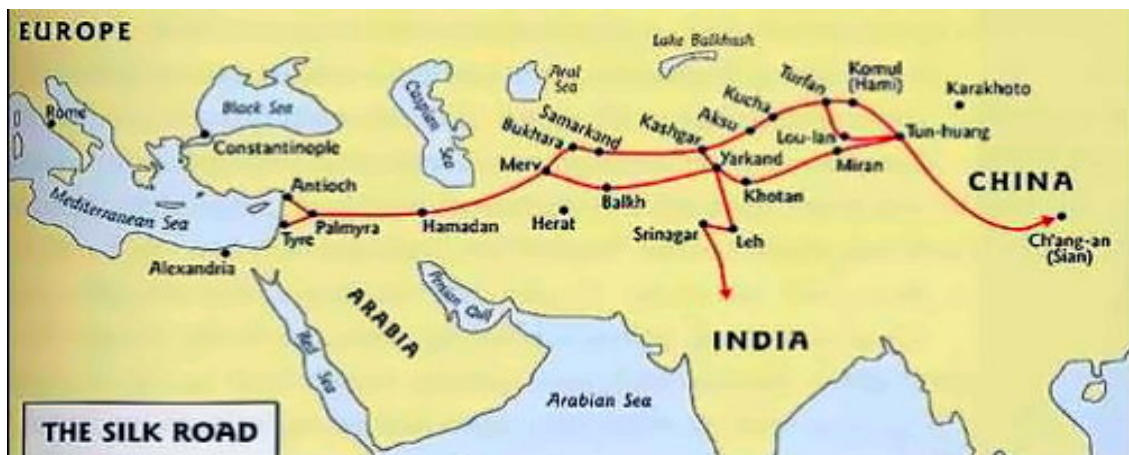 EUROPE
Lake Balkhash
Aral
Sea
Caspian
Sea
Black Sea
Rome
Constantinople
Turfan
Komul
(Hami)
Karakhoto
Kucha
Aksu
Samarkand
Bukhara
Kashgar
Lou-lan
Tun-huang
Merv
Yarkand
Miran
Antioch
Khotan
CHINA
Mediterranean Sea
Balkh
Palmyra
Hamadan
Herat
Tyre
Srinagar
Leh
Ch'ang-an
(Sian)
Alexandria
Persian Gulf
ARABIA
Red
Sea
INDIA
Arabian Sea
THE SILK ROAD